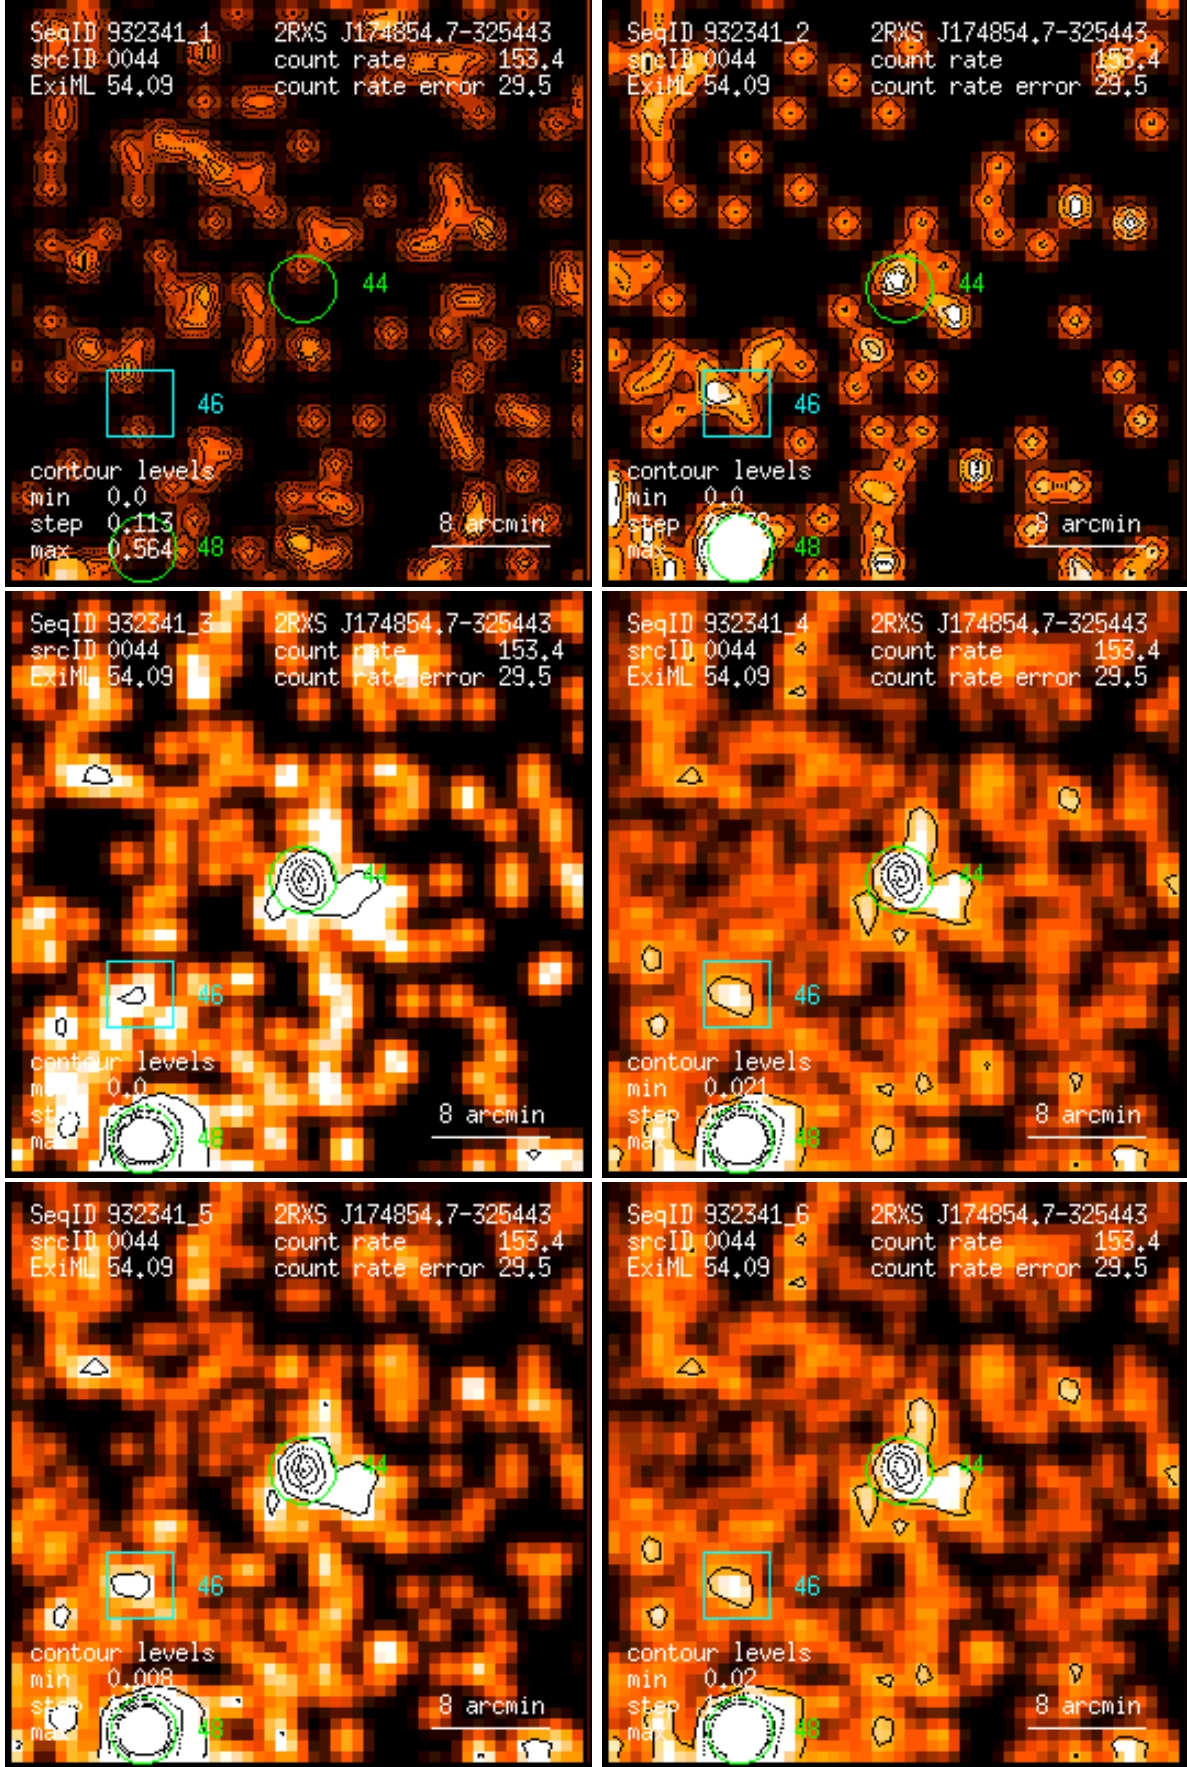 SeqID 932341_1 2RXS J174854.7-325443
srcID 0044 count rate 153.4
ExiML 54.09 count rate error 29.5
44
46
contour levels
min 0.0
step 0.113 8 arcmin
max 0.564 48
SeqID 932341_2 2RXS J174854.7-325443
srcID 0044 count rate 153.4
ExiML 54.09 count rate error 29.5
44
46
contour levels
min 0.0
step 8 arcmin
max 48
SeqID 932341_3 2RXS J174854.7-325443
srcID 0044 count rate 153.4
ExiML 54.09 count rate error 29.5
44
46
contour levels
0.0
8 arcmin
48
SeqID 932341_4 2RXS J174854.7-325443
srcID 0044 count rate 153.4
ExiML 54.09 count rate error 29.5
44
46
contour levels
min 0.021
step 8 arcmin
48
SeqID 932341_5 2RXS J174854.7-325443
srcID 0044 count rate 153.4
ExiML 54.09 count rate error 29.5
44
46
contour levels
min 0.008
8 arcmin
48
SeqID 932341_6 2RXS J174854.7-325443
srcID 0044 count rate 153.4
ExiML 54.09 count rate error 29.5
44
46
contour levels
min 0.02
step 8 arcmin
48